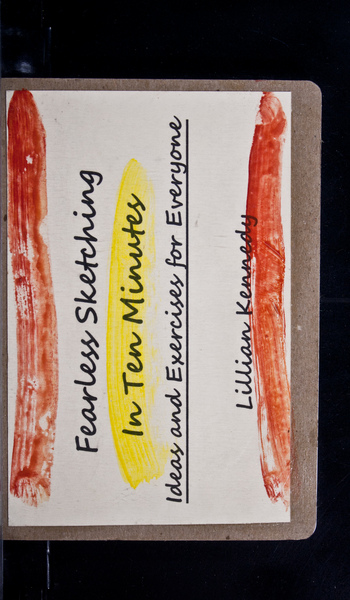 Fearless Sketching
In Ten Minutes
Ideas and Exercises for Everyone
Lillian Kennedy